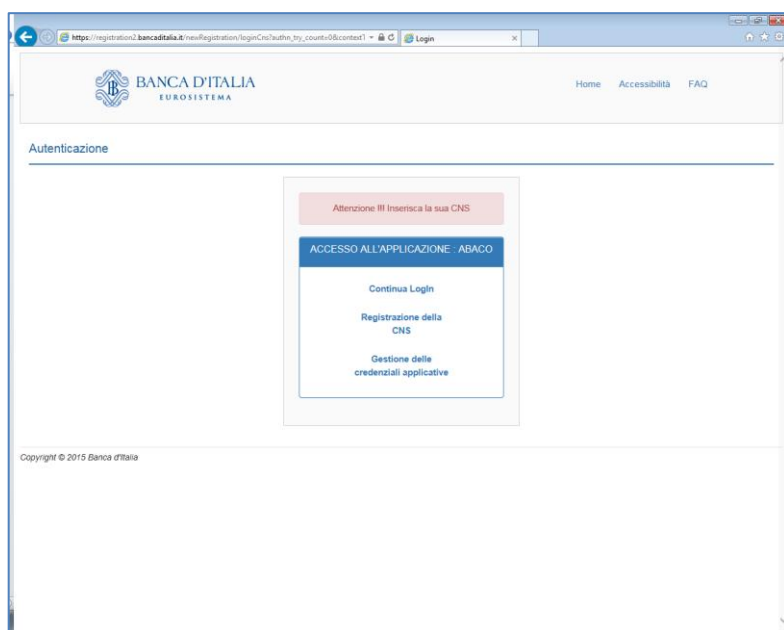 https://registration2.bancaditalia.it/newRegistration/loginCns?authn_try_count=0&context1
Login
BANCA D'ITALIA
EUROSISTEMA
Home Accessibilità FAQ
Autenticazione
Attenzione !!! Inserisca la sua CNS
ACCESSO ALL'APPLICAZIONE : ABACO
Continua LogIn
Registrazione della
CNS
Gestione delle
credenziali applicative
Copyright © 2015 Banca d'Italia